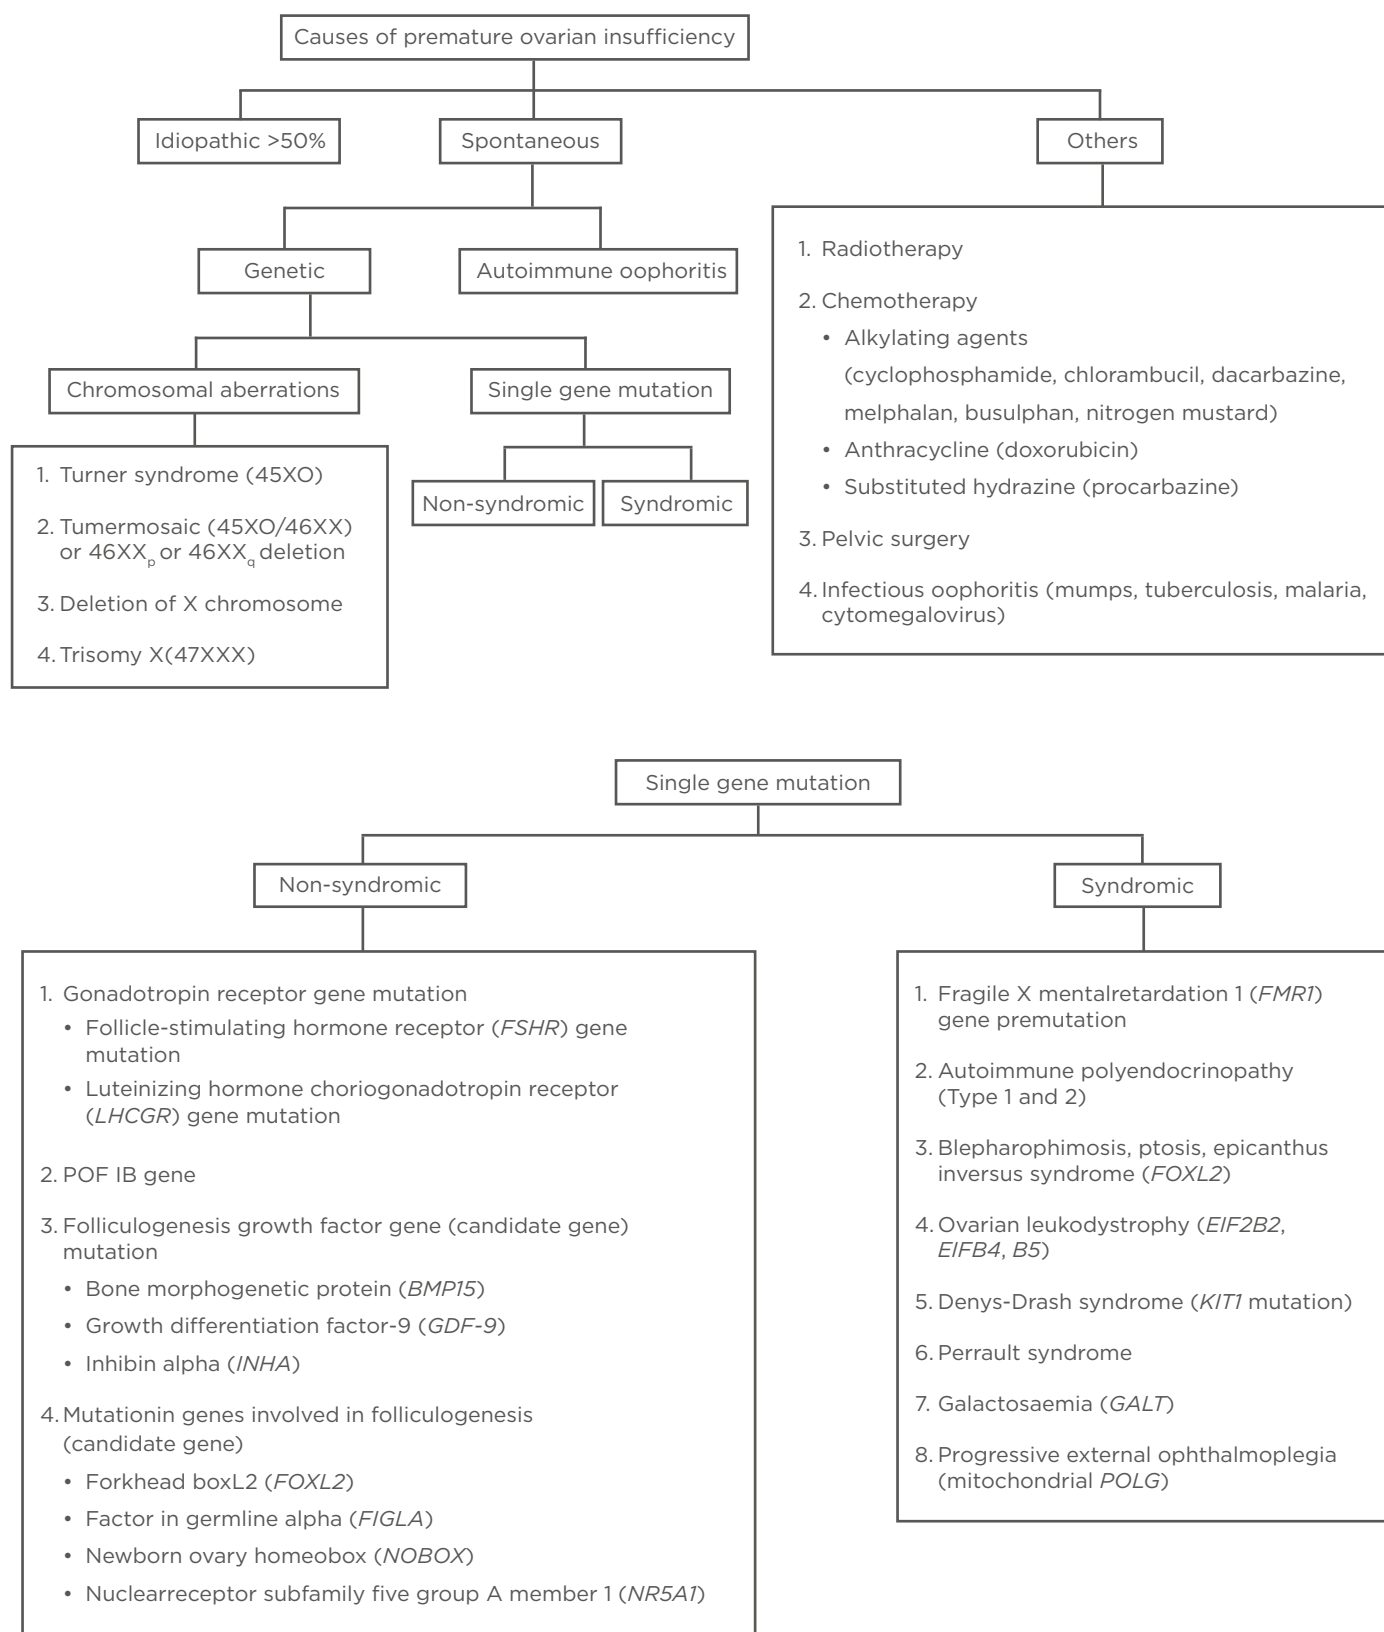 Causes of premature ovarian insufficiency
Idiopathic >50%
Spontaneous
Others
Genetic
Autoimmune oophoritis
Chromosomal aberrations
Single gene mutation
Non-syndromic
Syndromic
1. Turner syndrome (45XO)
2. Tumermosaic (45XO/46XX)
or 46XXp or 46XXq deletion
3. Deletion of X chromosome
4. Trisomy X(47XXX)
1. Radiotherapy
2. Chemotherapy
• Alkylating agents
(cyclophosphamide, chlorambucil, dacarbazine,
melphalan, busulphan, nitrogen mustard)
• Anthracycline (doxorubicin)
• Substituted hydrazine (procarbazine)
3. Pelvic surgery
4. Infectious oophoritis (mumps, tuberculosis, malaria,
cytomegalovirus)
Single gene mutation
Non-syndromic
Syndromic
1. Gonadotropin receptor gene mutation
• Follicle-stimulating hormone receptor (FSHR) gene
mutation
• Luteinizing hormone choriogonadotropin receptor
(LHCGR) gene mutation
2. POF IB gene
3. Folliculogenesis growth factor gene (candidate gene)
mutation
• Bone morphogenetic protein (BMP15)
• Growth differentiation factor-9 (GDF-9)
• Inhibin alpha (INHA)
4. Mutationin genes involved in folliculogenesis
(candidate gene)
• Forkhead boxL2 (FOXL2)
• Factor in germline alpha (FIGLA)
• Newborn ovary homeobox (NOBOX)
• Nuclearreceptor subfamily five group A member 1 (NR5A1)
1. Fragile X mentalretardation 1 (FMR1)
gene premutation
2. Autoimmune polyendocrinopathy
(Type 1 and 2)
3. Blepharophimosis, ptosis, epicanthus
inversus syndrome (FOXL2)
4. Ovarian leukodystrophy (EIF2B2,
EIFB4, B5)
5. Denys-Drash syndrome (KIT1 mutation)
6. Perrault syndrome
7. Galactosaemia (GALT)
8. Progressive external ophthalmoplegia
(mitochondrial POLG)